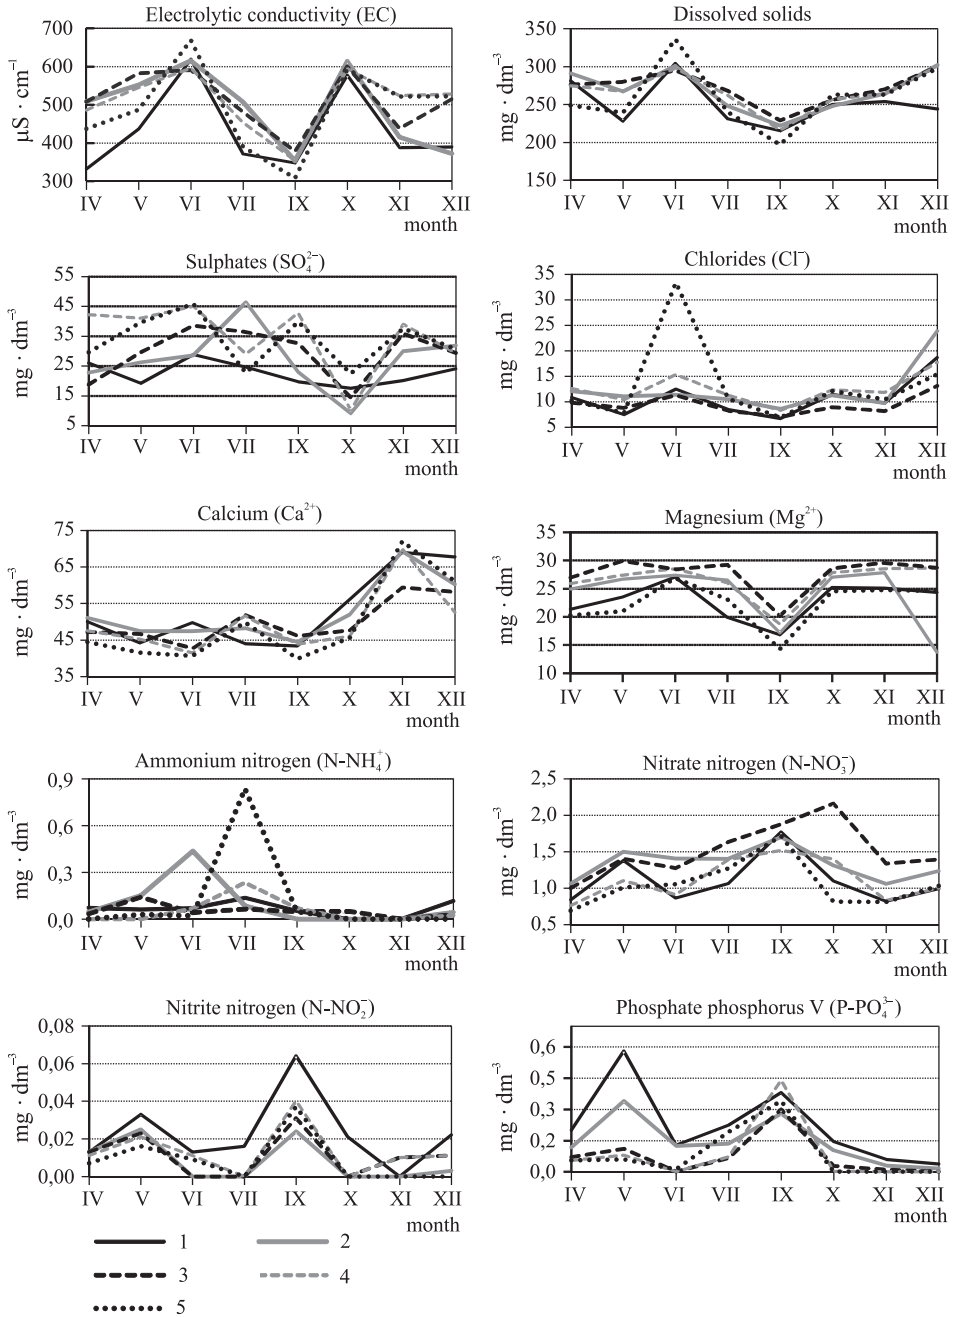 Electrolytic conductivity (EC)
µS · cm⁻¹
700
600
500
400
300
IV V VI VII IX X XI XII
month
Dissolved solids
mg · dm⁻³
350
300
250
200
150
IV V VI VII IX X XI XII
month
Sulphates (SO₄²⁻)
mg · dm⁻³
55
45
35
25
15
5
IV V VI VII IX X XI XII
month
Chlorides (Cl⁻)
mg · dm⁻³
35
30
25
20
15
10
5
IV V VI VII IX X XI XII
month
Calcium (Ca²⁺)
mg · dm⁻³
75
65
55
45
35
IV V VI VII IX X XI XII
month
Magnesium (Mg²⁺)
mg · dm⁻³
35
30
25
20
15
10
IV V VI VII IX X XI XII
month
Ammonium nitrogen (N-NH₄⁺)
mg · dm⁻³
0,9
0,6
0,3
0,0
IV V VI VII IX X XI XII
month
Nitrate nitrogen (N-NO₃⁻)
mg · dm⁻³
2,5
2,0
1,5
1,0
0,5
IV V VI VII IX X XI XII
month
Nitrite nitrogen (N-NO₂⁻)
mg · dm⁻³
0,08
0,06
0,04
0,02
0,00
IV V VI VII IX X XI XII
month
Phosphate phosphorus V (P-PO₄³⁻)
mg · dm⁻³
0,6
0,5
0,3
0,2
0,0
IV V VI VII IX X XI XII
month
1 2
3 4
5